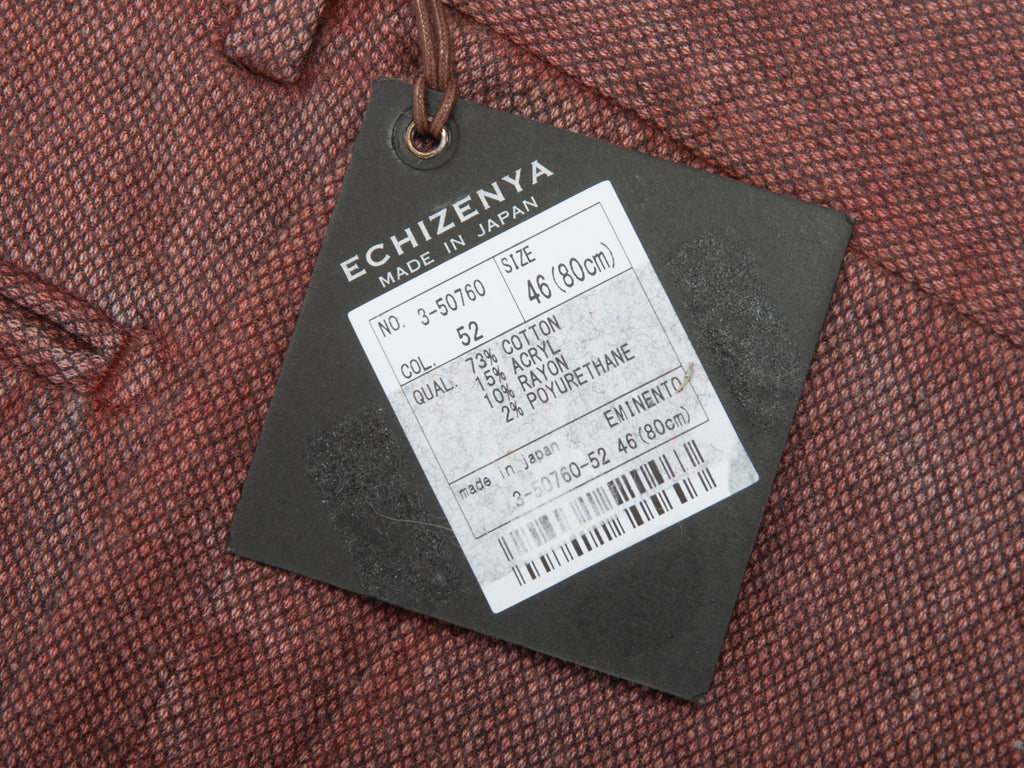 ECHIZENYA
MADE IN JAPAN
NO. 3-50760
SIZE
46(80cm)
COL. 52
QUAL. 73% COTTON
15% ACRYL
10% RAYON
2% POYURETHANE
EMINENTO
made in japan
3-50760-52 46(80cm)